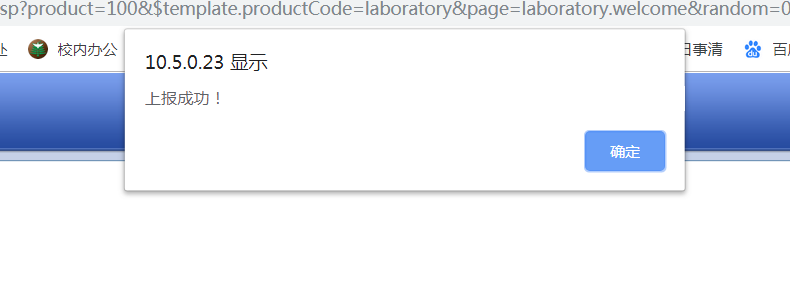 sp?product=100&$template.productCode=laboratory&page=laboratory.welcome&random=0
校内办公
日事清
百
10.5.0.23 显示
上报成功！
确定